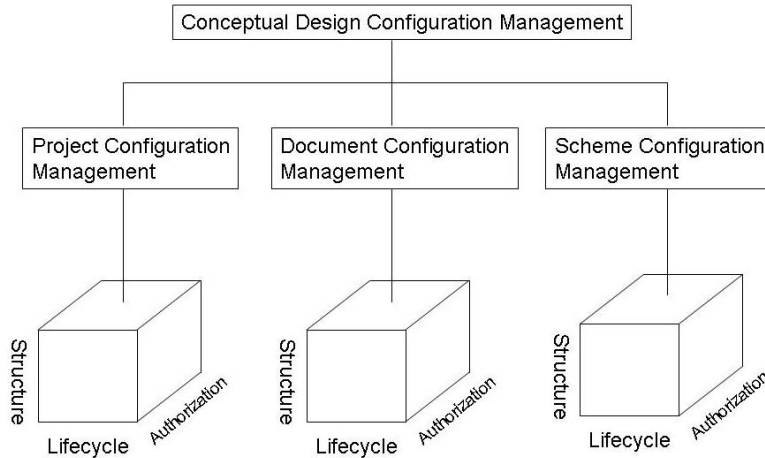 Conceptual Design Configuration Management
Project Configuration
Management
Document Configuration
Management
Scheme Configuration
Management
Structure
Lifecycle
Authorization
Structure
Lifecycle
Authorization
Structure
Lifecycle
Authorization